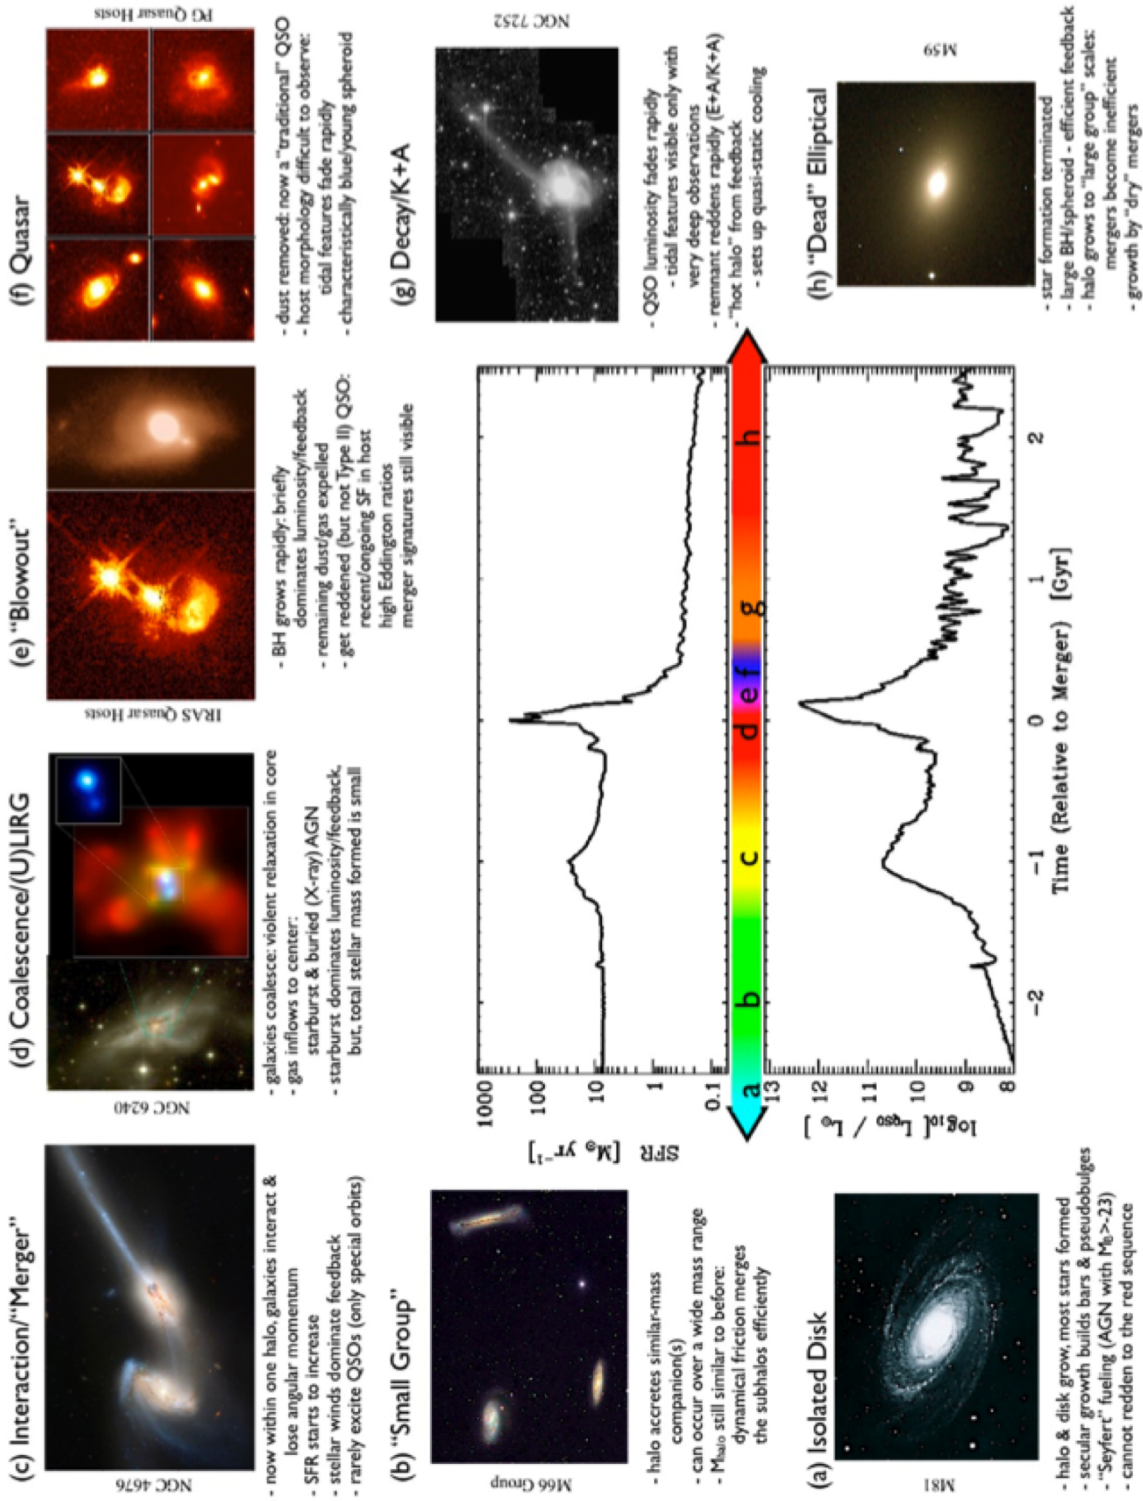 (c) Interaction/“Merger”
NGC 4676
- now within one halo, galaxies interact &
lose angular momentum
- SFR starts to increase
- stellar winds dominate feedback
- rarely excite QSOs (only special orbits)
(d) Coalescence/(U)LIRG
NGC 6240
- galaxies coalesce: violent relaxation in core
- gas inflows to center:
starburst & buried (X-ray) AGN
- starburst dominates luminosity/feedback,
but, total stellar mass formed is small
(e) “Blowout”
IRAS Quasar Hosts
- BH grows rapidly: briefly
dominates luminosity/feedback
- remaining dust/gas expelled
- get reddened (but not Type II) QSO:
recent/ongoing SF in host
high Eddington ratios
merger signatures still visible
(f) Quasar
PG Quasar Hosts
- dust removed: now a “traditional” QSO
- host morphology difficult to observe:
tidal features fade rapidly
- characteristically blue/young spheroid
(b) “Small Group”
M66 Group
- halo accretes similar-mass
companion(s)
- can occur over a wide mass range
- Mhalo still similar to before:
dynamical friction merges
the subhalos efficiently
(g) Decay/K+A
NGC 7252
- QSO luminosity fades rapidly
- tidal features visible only with
very deep observations
- remnant reddens rapidly (E+A/K+A)
- “hot halo” from feedback
- sets up quasi-static cooling
(a) Isolated Disk
M81
- halo & disk grow, most stars formed
- secular growth builds bars & pseudobulges
- “Seyfert” fueling (AGN with MB>-23)
- cannot redden to the red sequence
(h) “Dead” Elliptical
M59
- star formation terminated
- large BH/spheroid - efficient feedback
- halo grows to “large group” scales:
mergers become inefficient
- growth by “dry” mergers
SFR [M⊙ yr⁻¹]
1000
100
10
1
0.1
a b c d e f g h
log₁₀[ LQSO / L⊙ ]
13
12
11
10
9
8
-2 -1 0 1 2
Time (Relative to Merger) [Gyr]